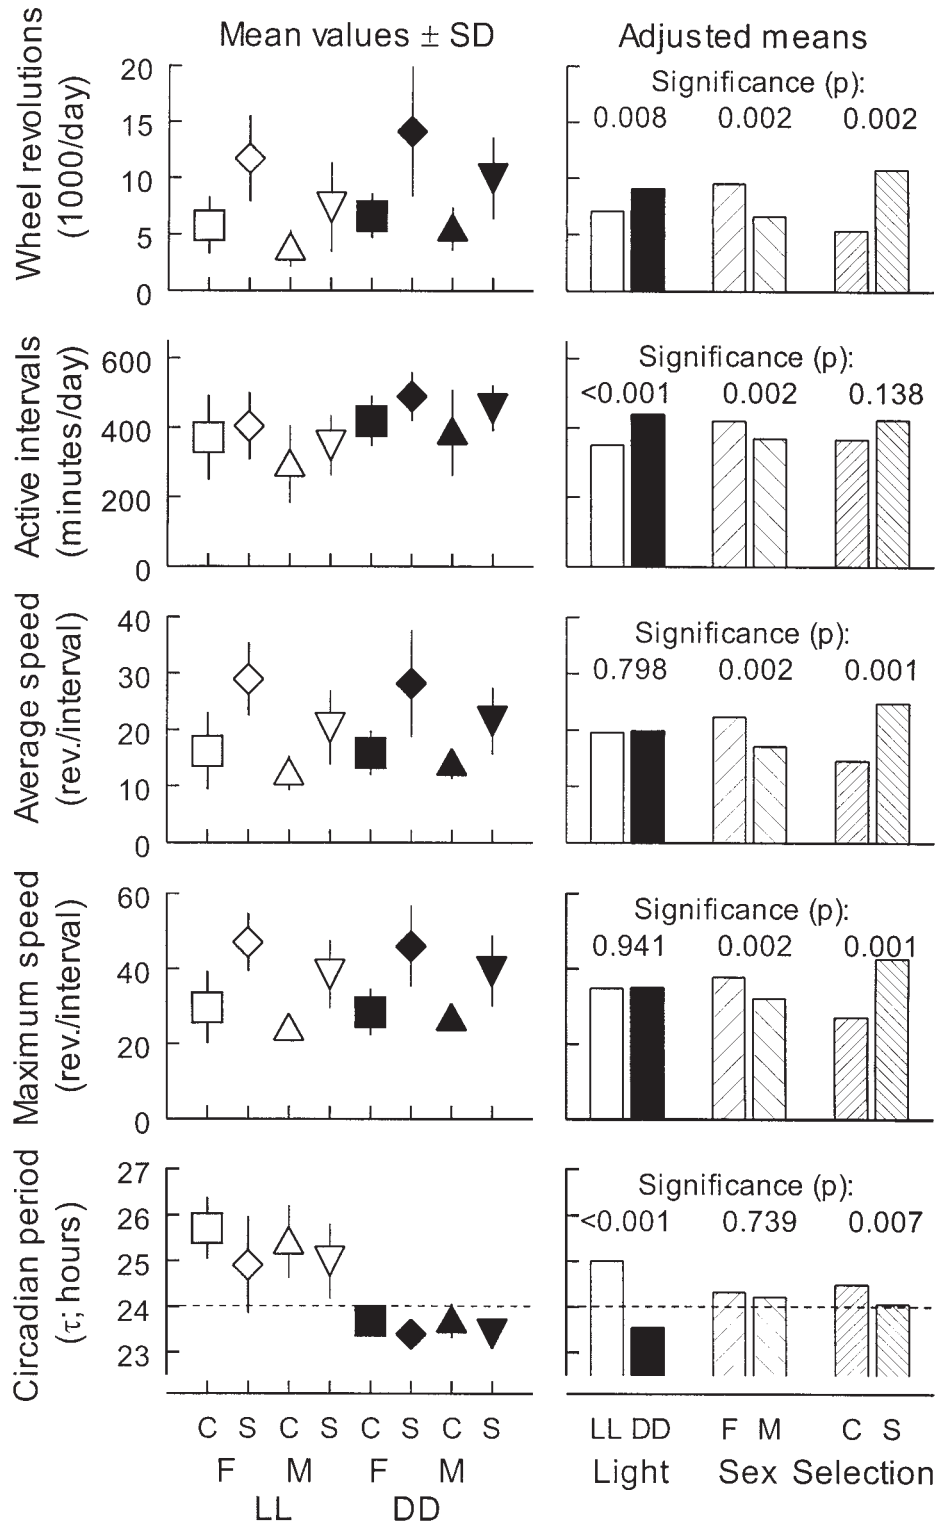 Mean values ± SD
Adjusted means
Wheel revolutions
(1000/day)
20
15
10
5
0
Significance (p):
0.008 0.002 0.002
Active intervals
(minutes/day)
600
400
200
0
Significance (p):
<0.001 0.002 0.138
Average speed
(rev./interval)
40
30
20
10
0
Significance (p):
0.798 0.002 0.001
Maximum speed
(rev./interval)
60
40
20
0
Significance (p):
0.941 0.002 0.001
Circadian period
(τ; hours)
27
26
25
24
23
Significance (p):
<0.001 0.739 0.007
C S C S C S C S
F M F M
LL DD
LL DD F M C S
Light Sex Selection